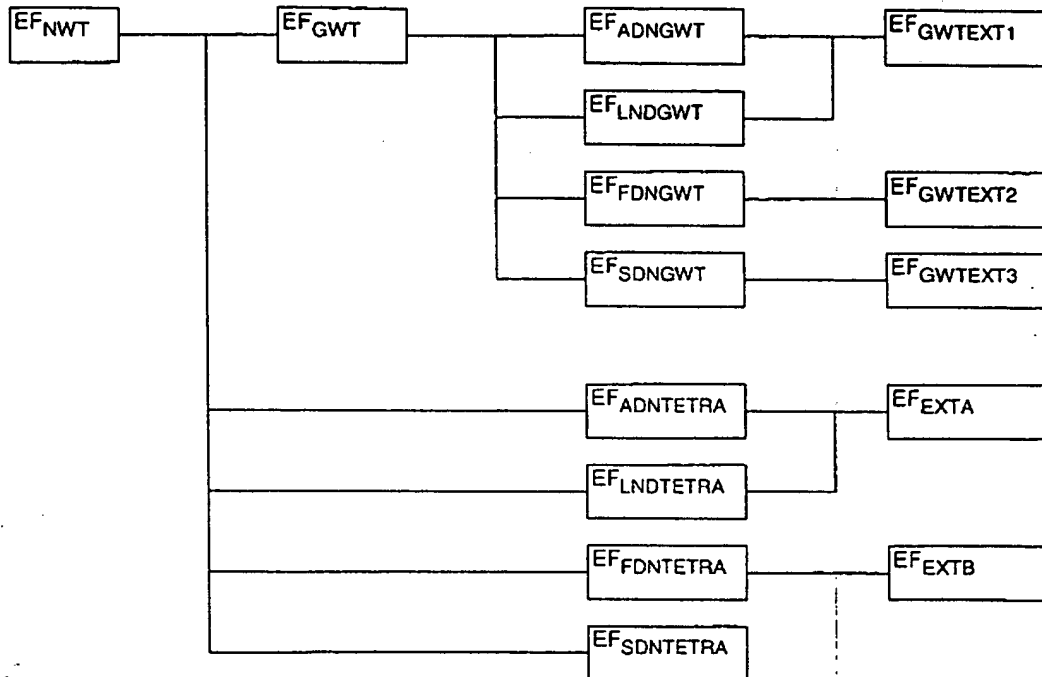 EFNWT
EFGWT
EFADNGWT
EFGWTEXT1
EFLNDGWT
EFFDNGWT
EFGWTEXT2
EFSDNGWT
EFGWTEXT3
EFADNTETRA
EFEXTA
EFLNDTETRA
EFFDNTETRA
EFEXTB
EFSDNTETRA